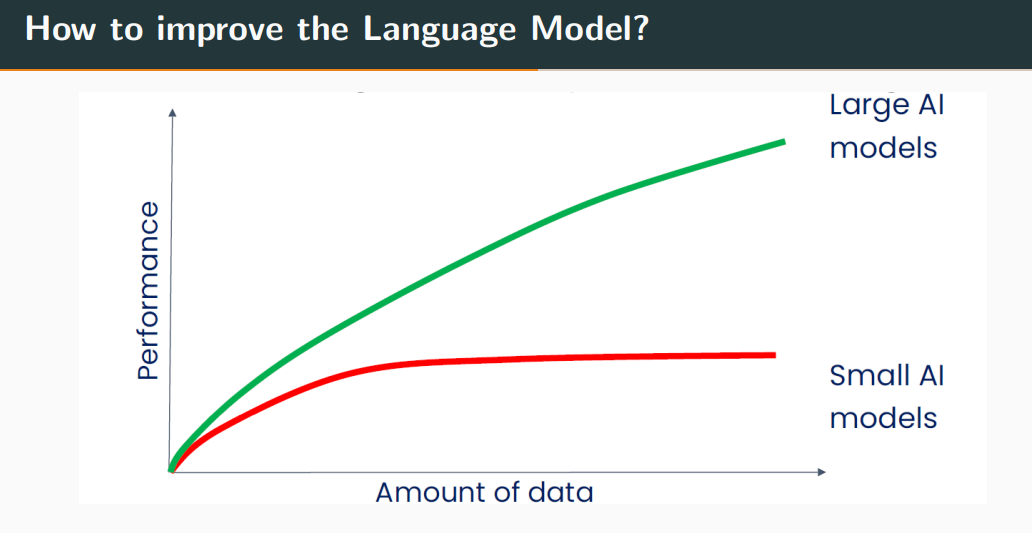 How to improve the Language Model?
Large AI
models
Performance
Small AI
models
Amount of data